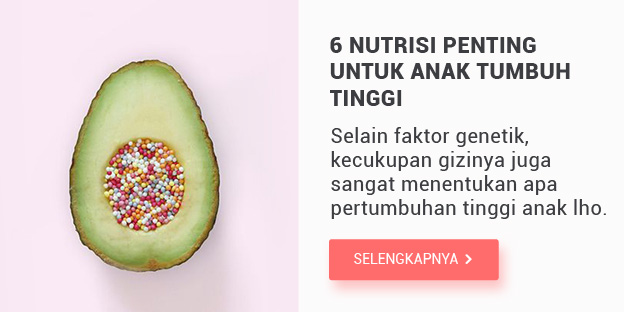 6 NUTRISI PENTING
UNTUK ANAK TUMBUH
TINGGI
Selain faktor genetik,
kecukupan gizinya juga
sangat menentukan apa
pertumbuhan tinggi anak lho.
SELENGKAPNYA >